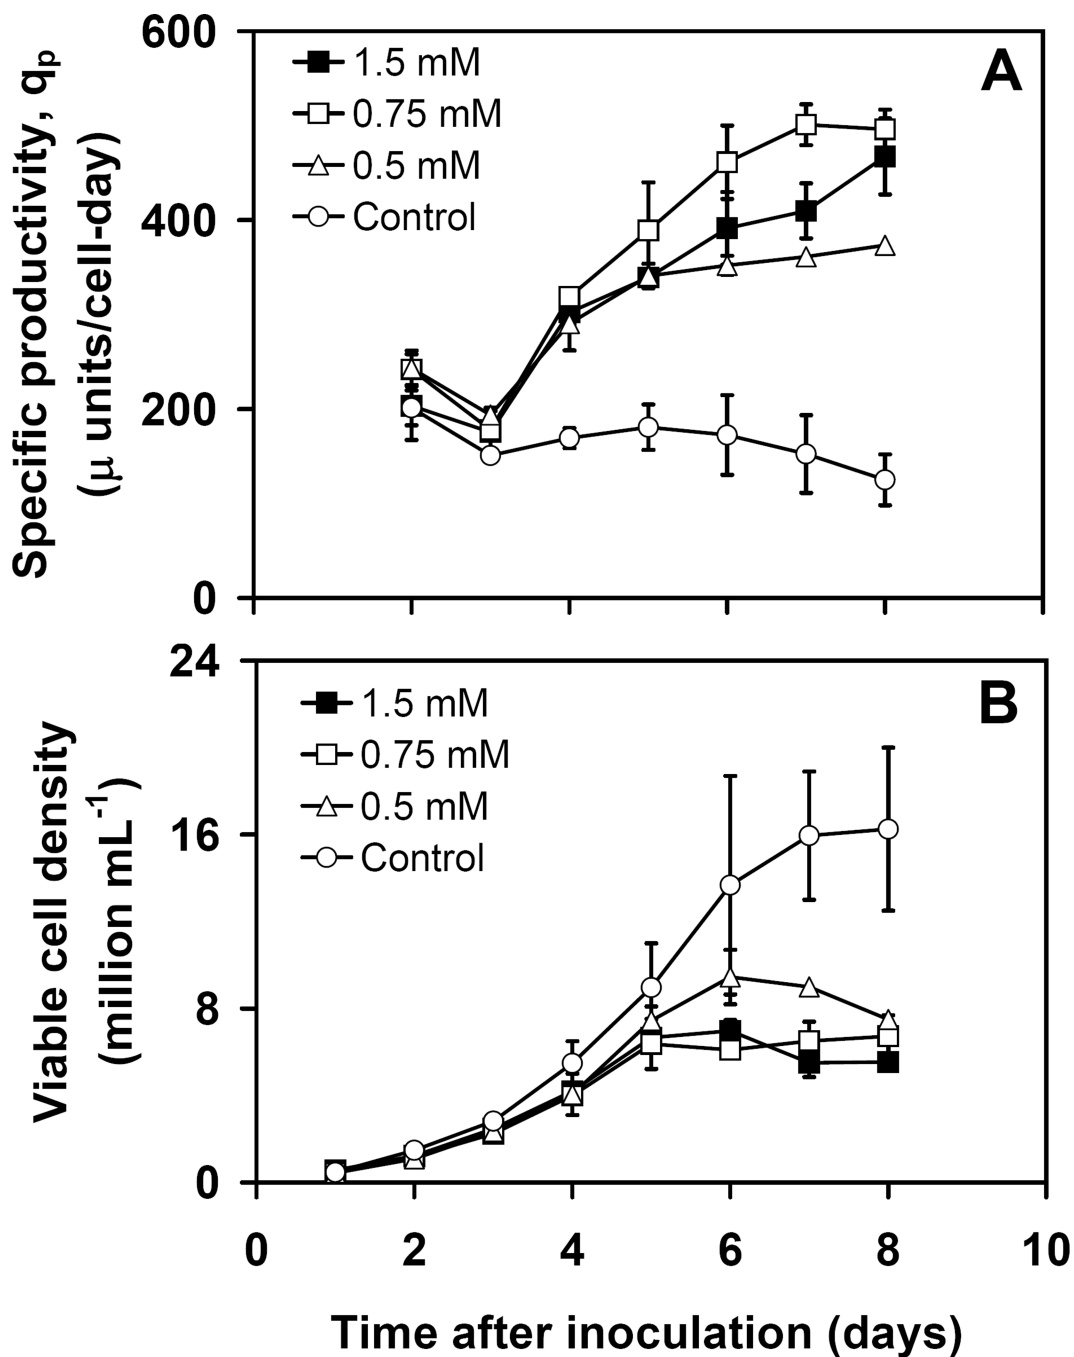 Specific productivity, qp
(μ units/cell-day)
600
400
200
0
1.5 mM
0.75 mM
0.5 mM
Control
A
Viable cell density
(million mL-1)
24
16
8
0
1.5 mM
0.75 mM
0.5 mM
Control
B
0 2 4 6 8 10
Time after inoculation (days)